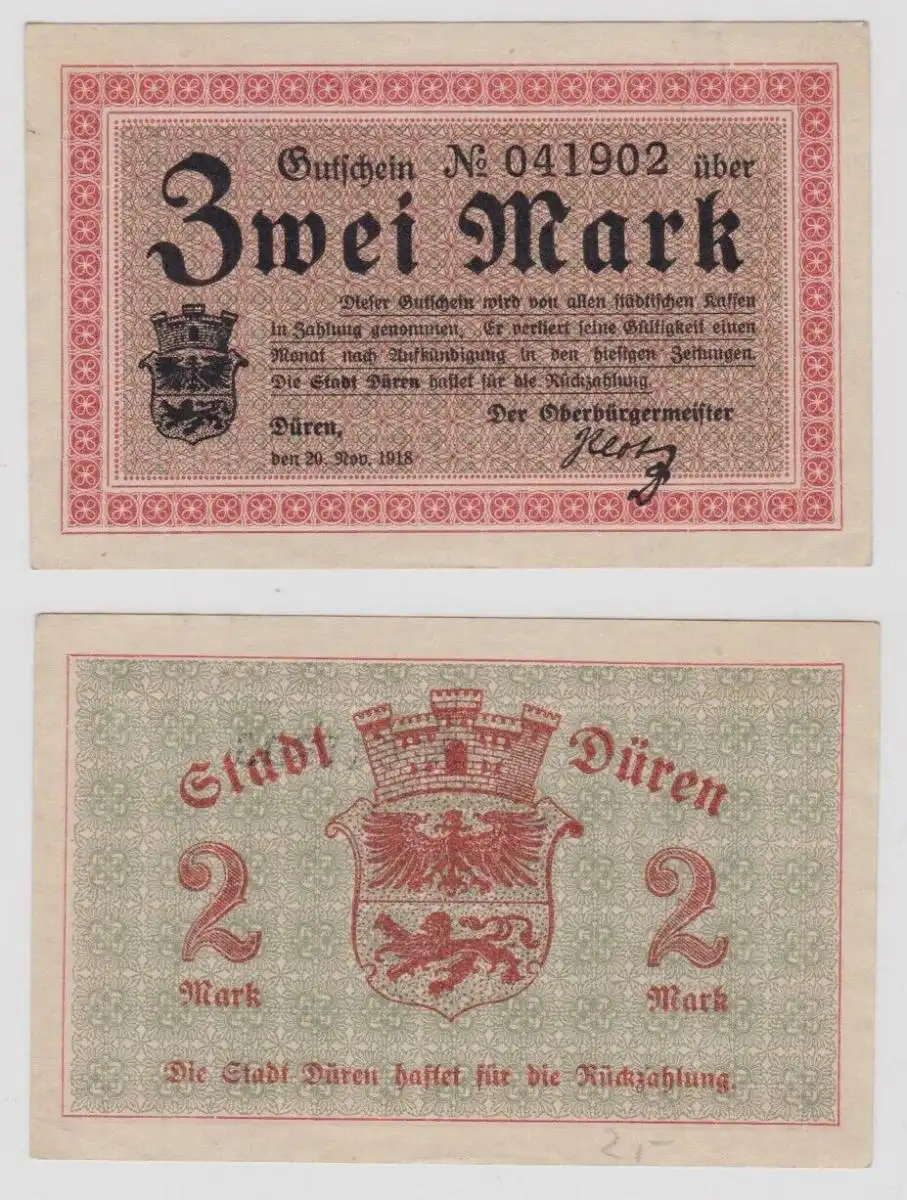 Gutschein № 041902 über
Zwei Mark
Dieser Gutschein wird von allen städtischen Kassen
in Zahlung genommen. Er verliert seine Gültigkeit einen
Monat nach Aufkündigung in den hiesigen Zeitungen.
Die Stadt Düren haftet für die Rückzahlung.
Der Oberbürgermeister
Düren,
den 20. Nov. 1918
Stadt Düren
2 2
Mark Mark
Die Stadt Düren haftet für die Rückzahlung.
2,-